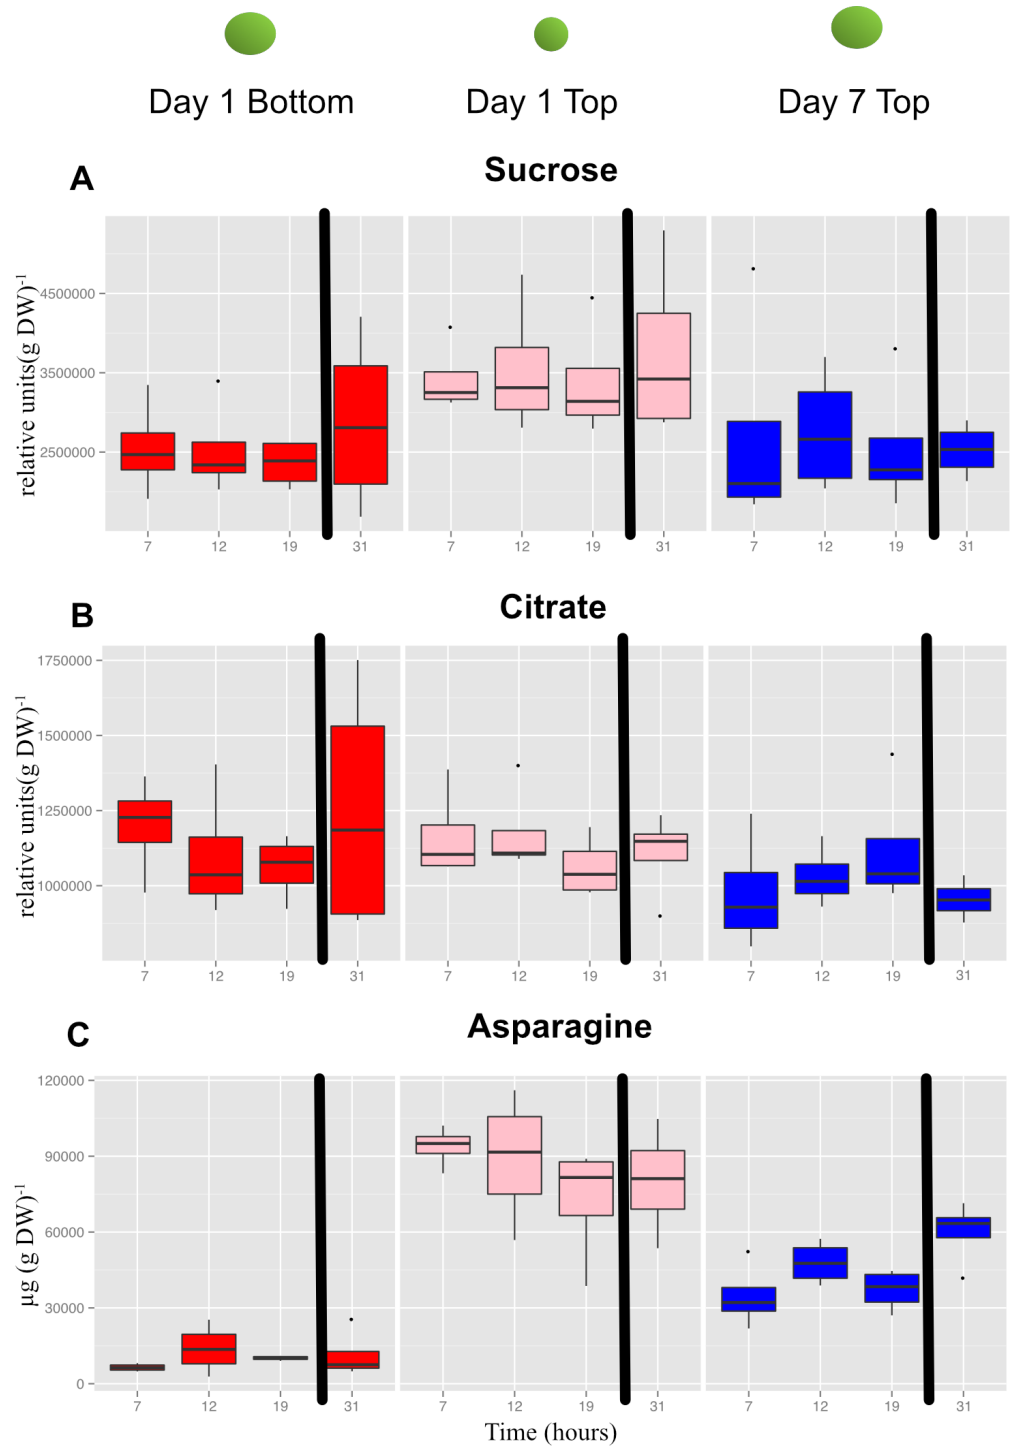 Day 1 Bottom Day 1 Top Day 7 Top
A Sucrose
relative units(g DW)-1
4500000
3500000
2500000
7 12 19 31 7 12 19 31 7 12 19 31
B Citrate
relative units(g DW)-1
1750000
1500000
1250000
1000000
7 12 19 31 7 12 19 31 7 12 19 31
C Asparagine
µg (g DW)-1
120000
90000
60000
30000
0
7 12 19 31 7 12 19 31 7 12 19 31
Time (hours)